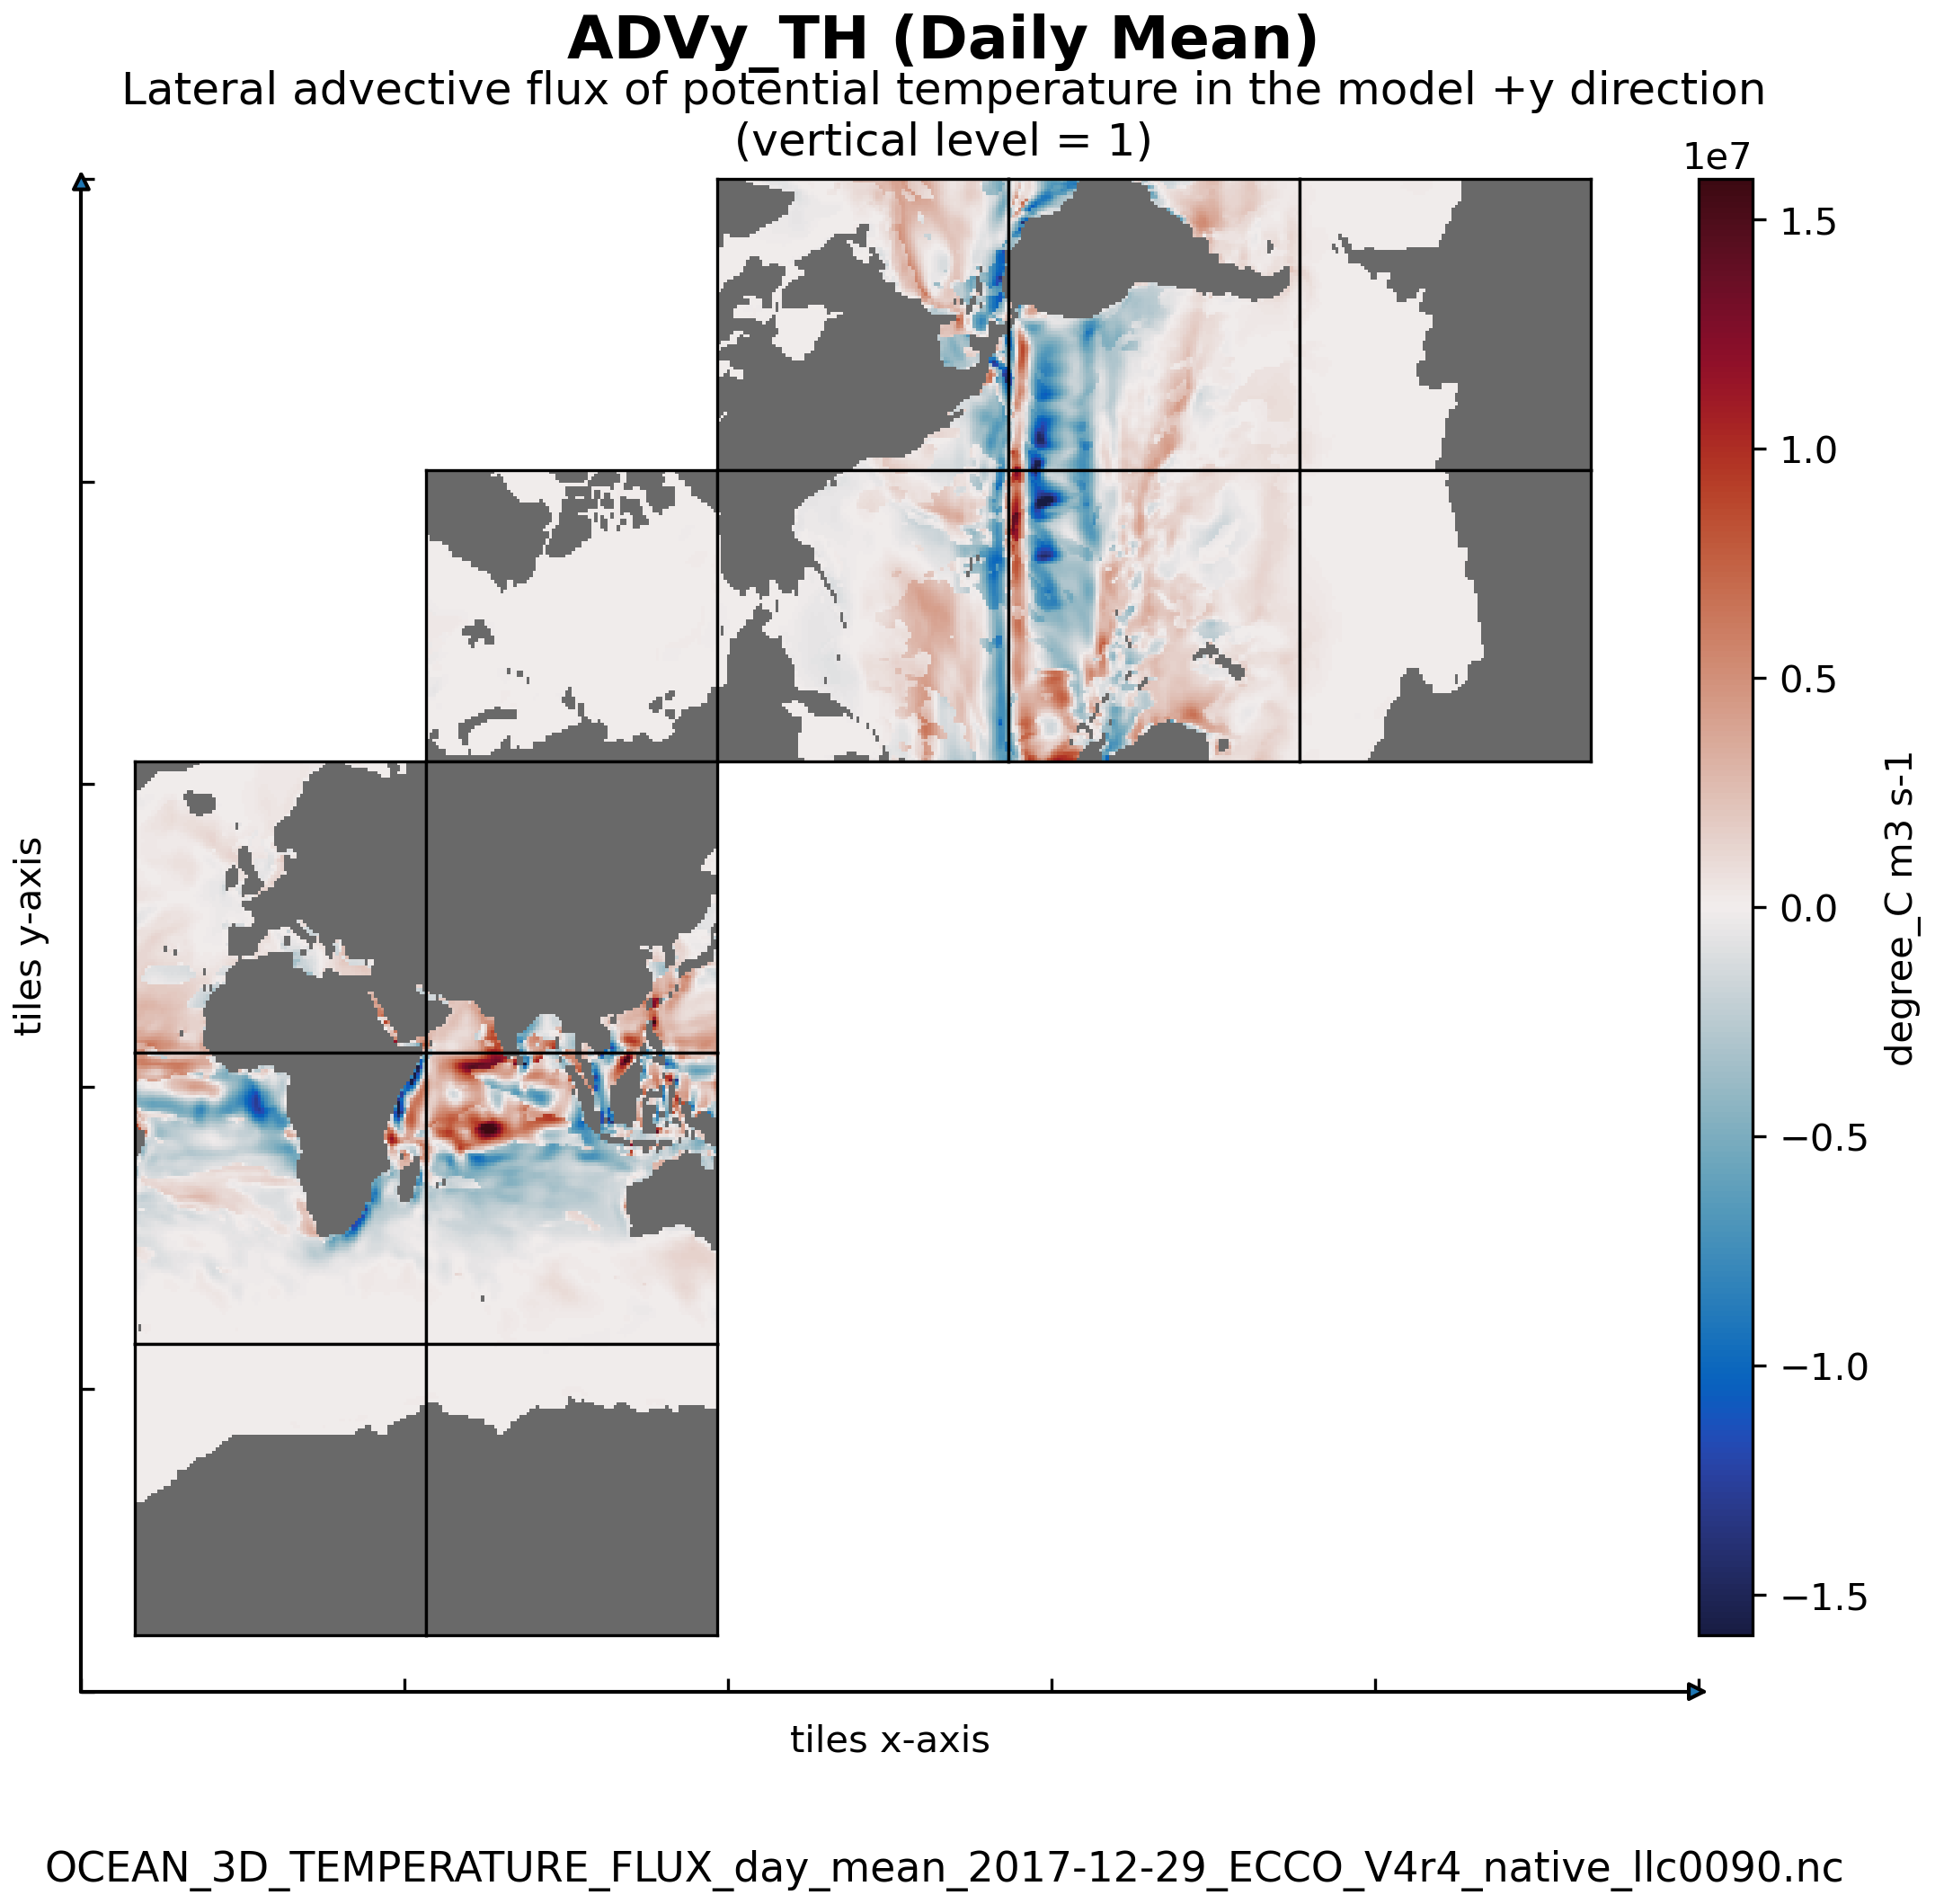 ADVy_TH (Daily Mean)
Lateral advective flux of potential temperature in the model +y direction
(vertical level = 1)
1e7
1.5
1.0
0.5
0.0
−0.5
−1.0
−1.5
degree_C m3 s-1
tiles y-axis
tiles x-axis
OCEAN_3D_TEMPERATURE_FLUX_day_mean_2017-12-29_ECCO_V4r4_native_llc0090.nc